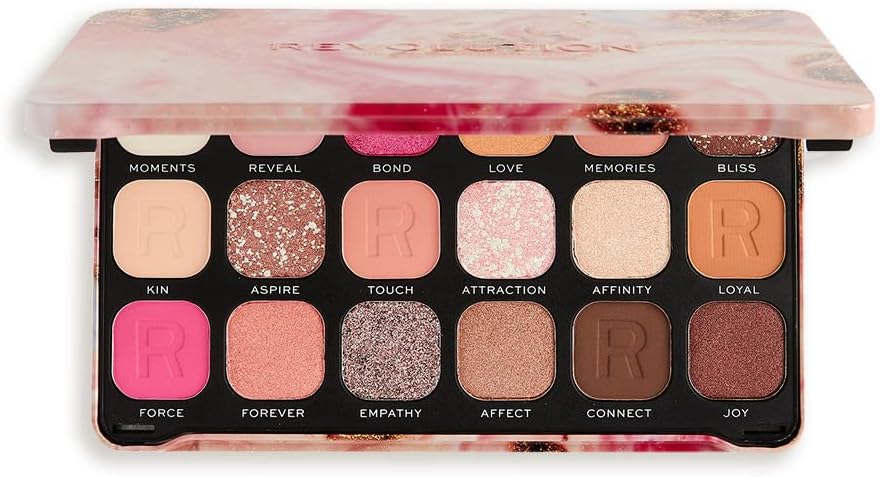 REVOLUTION
MOMENTS REVEAL BOND LOVE MEMORIES BLISS
R R R
KIN ASPIRE TOUCH ATTRACTION AFFINITY LOYAL
R R
FORCE FOREVER EMPATHY AFFECT CONNECT JOY